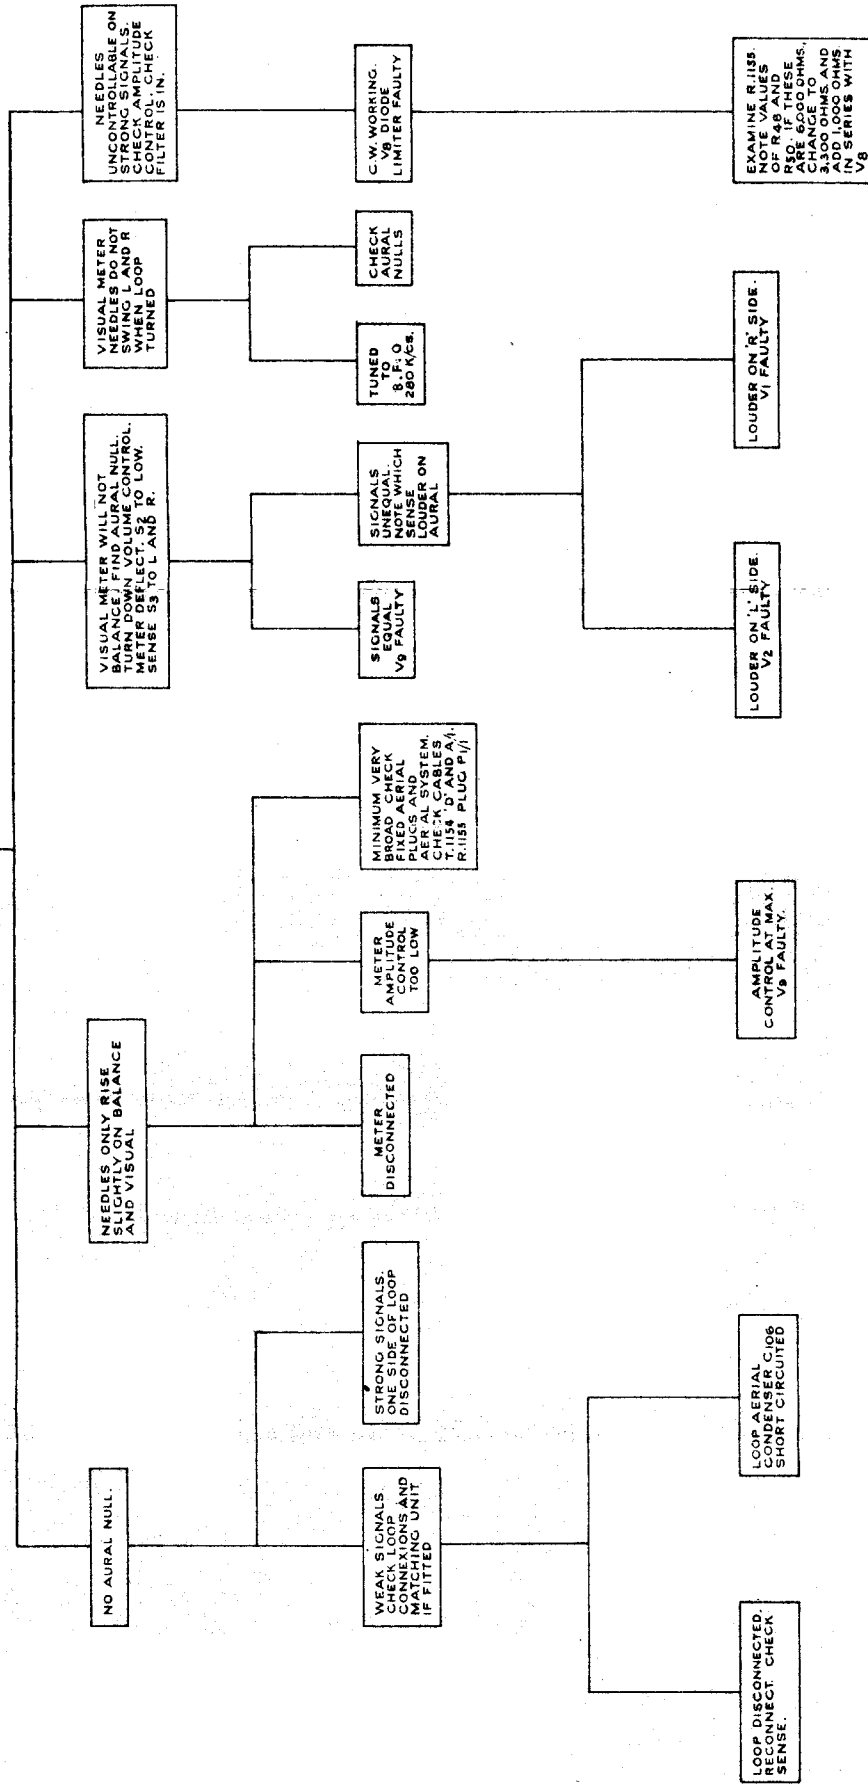 NO AURAL NULL.
NEEDLES ONLY RISE
SLIGHTLY ON BALANCE
AND VISUAL
VISUAL METER WILL NOT
BALANCE. FIND AURAL NULL.
TURN DOWN VOLUME CONTROL.
METER DEFLECT. S2 TO LOW.
SENSE S3 TO L AND R.
VISUAL METER
NEEDLES DO NOT
SWING L AND R
WHEN LOOP
TURNED
NEEDLES
UNCONTROLLABLE ON
STRONG SIGNALS.
CHECK AMPLITUDE
CONTROL. CHECK
FILTER IS IN.
WEAK SIGNALS.
CHECK LOOP
CONNEXIONS AND
MATCHING UNIT
IF FITTED
STRONG SIGNALS.
ONE SIDE OF LOOP
DISCONNECTED
METER
DISCONNECTED
METER
AMPLITUDE
CONTROL
TOO LOW
MINIMUM VERY
BROAD CHECK
FIXED AERIAL
PLUGS AND
AERIAL SYSTEM.
CHECK CABLES
T.1154 'D' AND A/1.
R.1155 PLUG P1/1
SIGNALS
EQUAL
V9 FAULTY
SIGNALS
UNEQUAL.
NOTE WHICH
SENSE
LOUDER ON
AURAL
TUNED
TO
B.F.O
280 K/CS.
CHECK
AURAL
NULLS
C.W. WORKING.
V8 DIODE
LIMITER FAULTY
LOOP DISCONNECTED.
RECONNECT. CHECK
SENSE.
LOOP AERIAL
CONDENSER C106
SHORT CIRCUITED
AMPLITUDE
CONTROL AT MAX.
V9 FAULTY.
LOUDER ON 'L' SIDE.
V2 FAULTY
LOUDER ON 'R' SIDE.
V1 FAULTY
EXAMINE R.1155.
NOTE VALUES
OF R48 AND
R50. IF THESE
ARE 6,000 OHMS,
CHANGE TO
3,300 OHMS. AND
ADD 1,000 OHMS.
IN SERIES WITH
V8